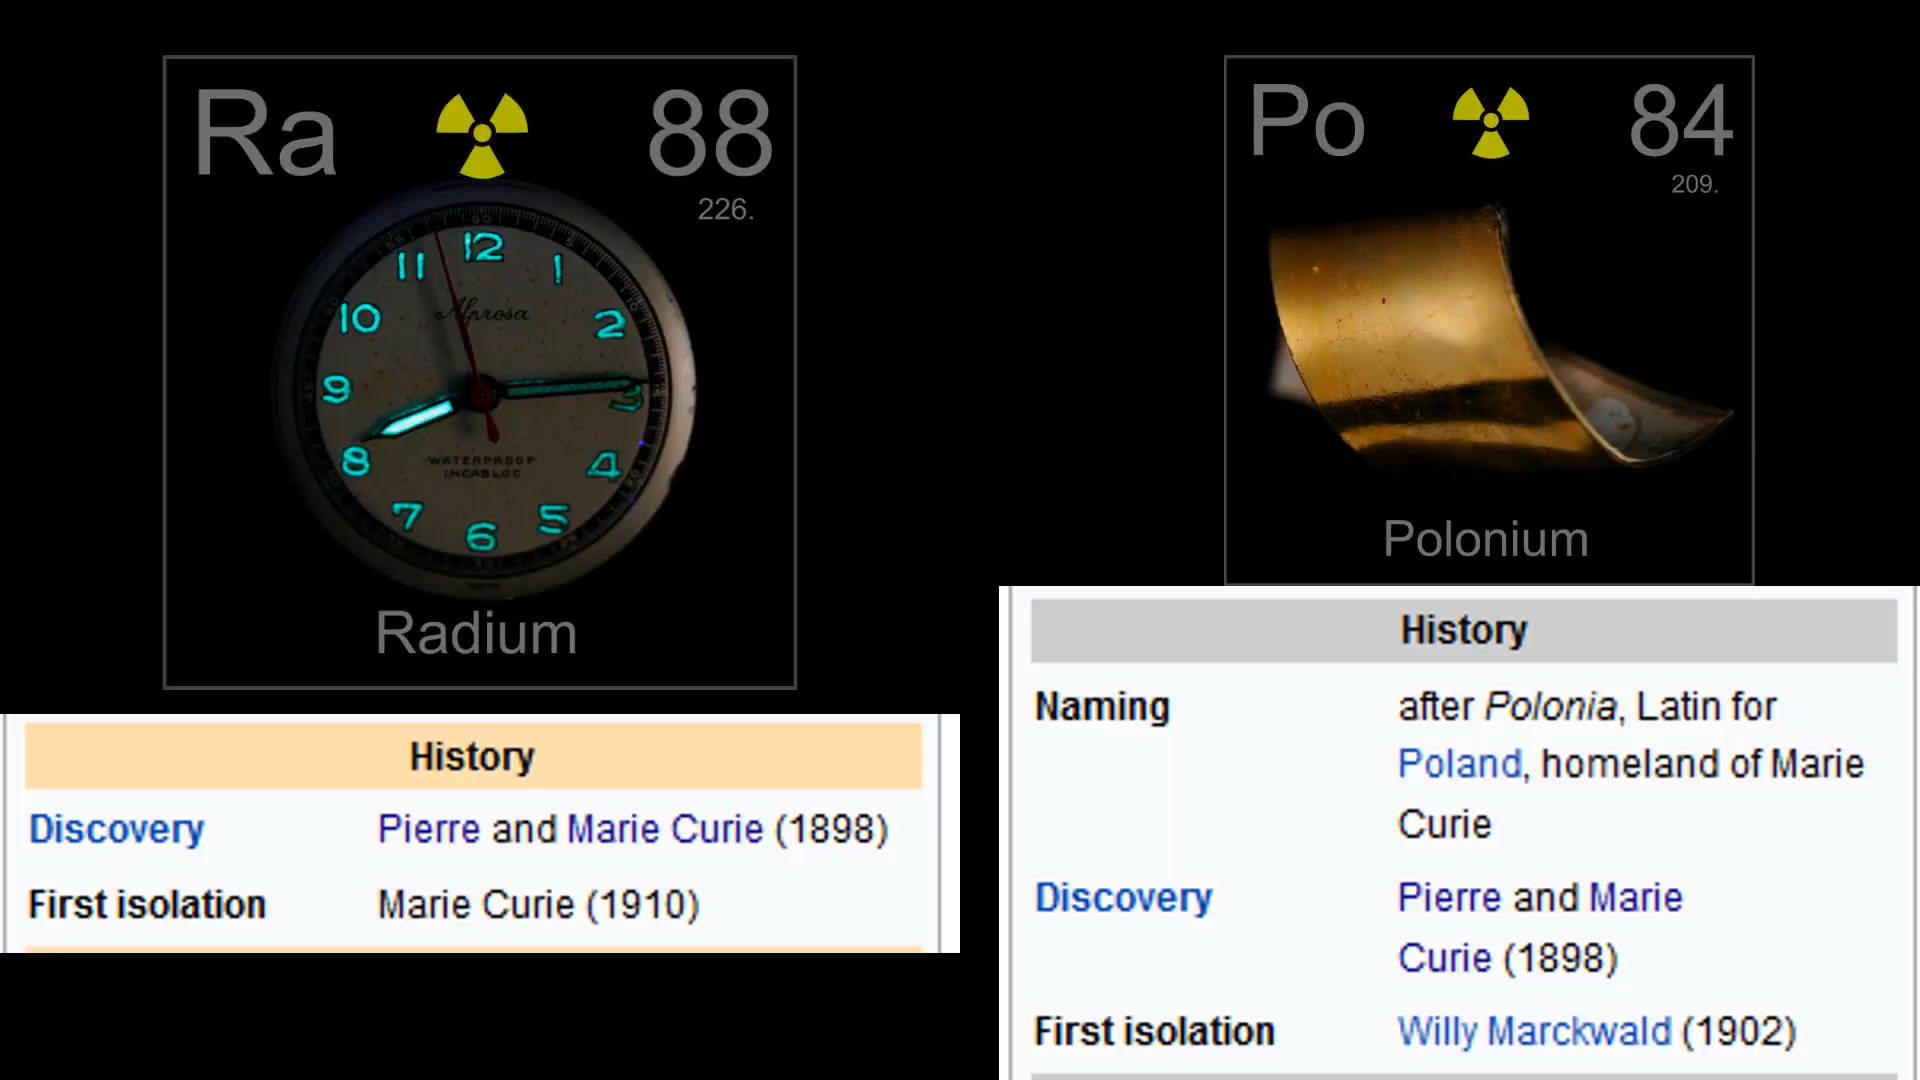 Ra
88
226.
12
11
1
Alprosa
10
2
9
3
WATERPROOF
INCABLOC
8
4
7
5
6
Radium
History
Discovery Pierre and Marie Curie (1898)
First isolation Marie Curie (1910)
Po
84
209.
Polonium
History
Naming after Polonia, Latin for
Poland, homeland of Marie
Curie
Discovery Pierre and Marie
Curie (1898)
First isolation Willy Marckwald (1902)